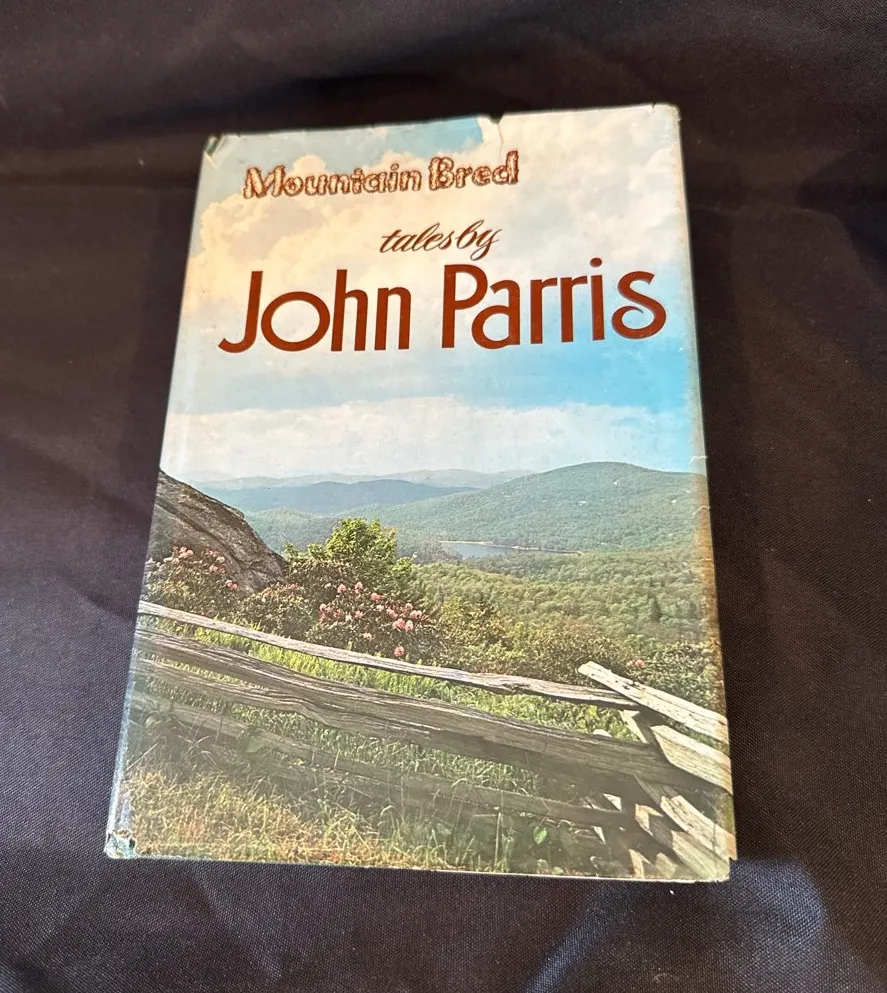 Mountain Bred
tales by
John Parris